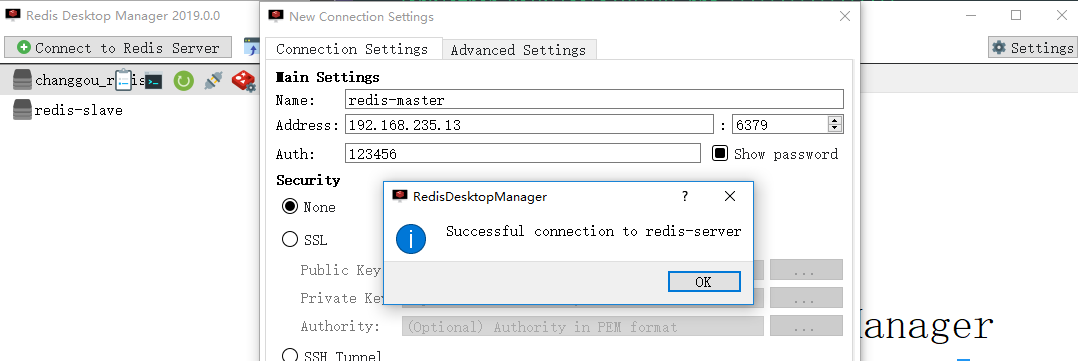 Redis Desktop Manager 2019.0.0
New Connection Settings
Connect to Redis Server
Settings
Connection Settings
Advanced Settings
changgou_redis
redis-slave
Main Settings
Name: redis-master
Address: 192.168.235.13 : 6379
Auth: 123456 Show password
Security
None
SSL
Public Key
Private Key
Authority: (Optional) Authority in PEM format
...
...
...
SSH Tunnel
RedisDesktopManager
?
Successful connection to redis-server
OK
Manager